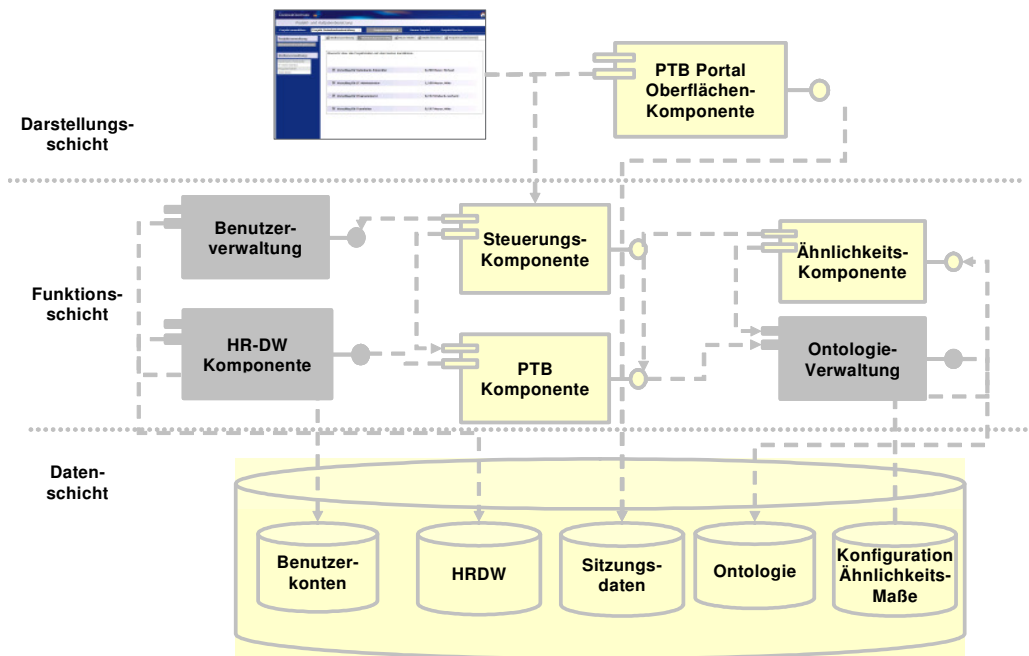 PTB Portal
Oberflächen-
Komponente
Darstellungs-
schicht
Benutzer-
verwaltung
Steuerungs-
Komponente
Ähnlichkeits-
Komponente
Funktions-
schicht
HR-DW
Komponente
PTB
Komponente
Ontologie-
Verwaltung
Daten-
schicht
Benutzer-
konten
HRDW
Sitzungs-
daten
Ontologie
Konfiguration
Ähnlichkeits-
Maße